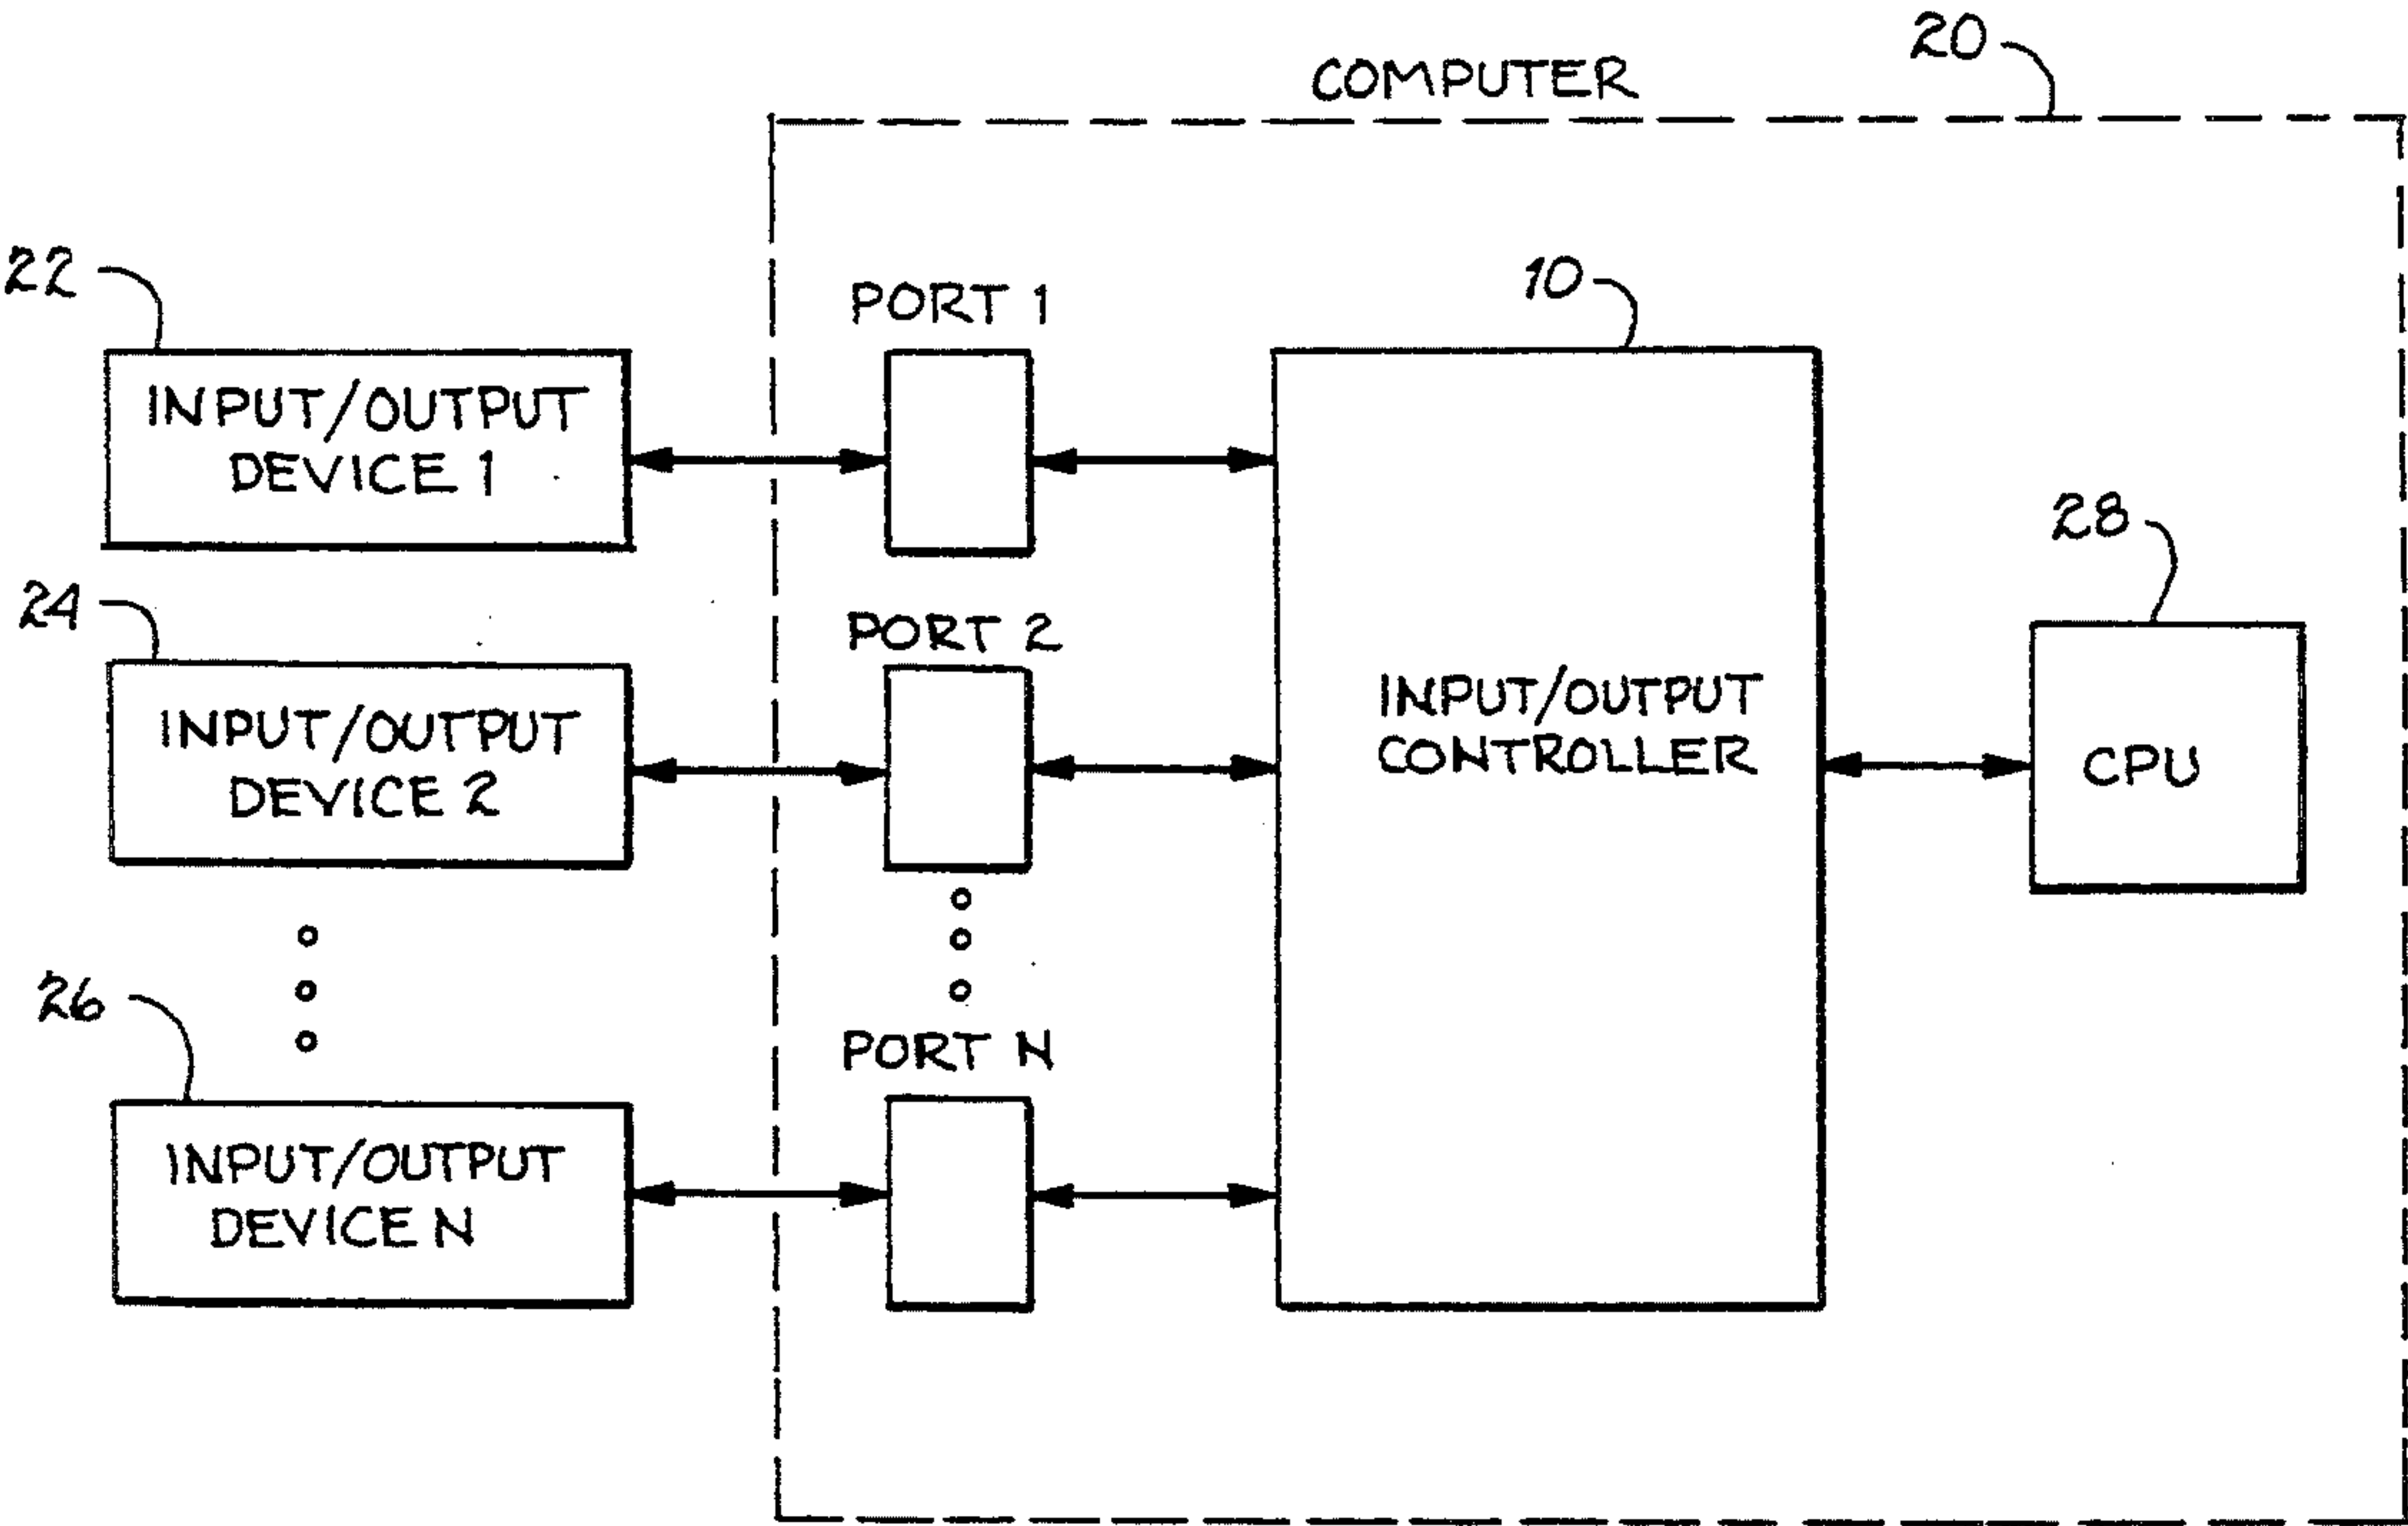 20
COMPUTER
22
10
PORT 1
INPUT/OUTPUT
DEVICE 1
28
24
PORT 2
INPUT/OUTPUT
DEVICE 2
INPUT/OUTPUT
CONTROLLER
CPU
26
PORT N
INPUT/OUTPUT
DEVICE N